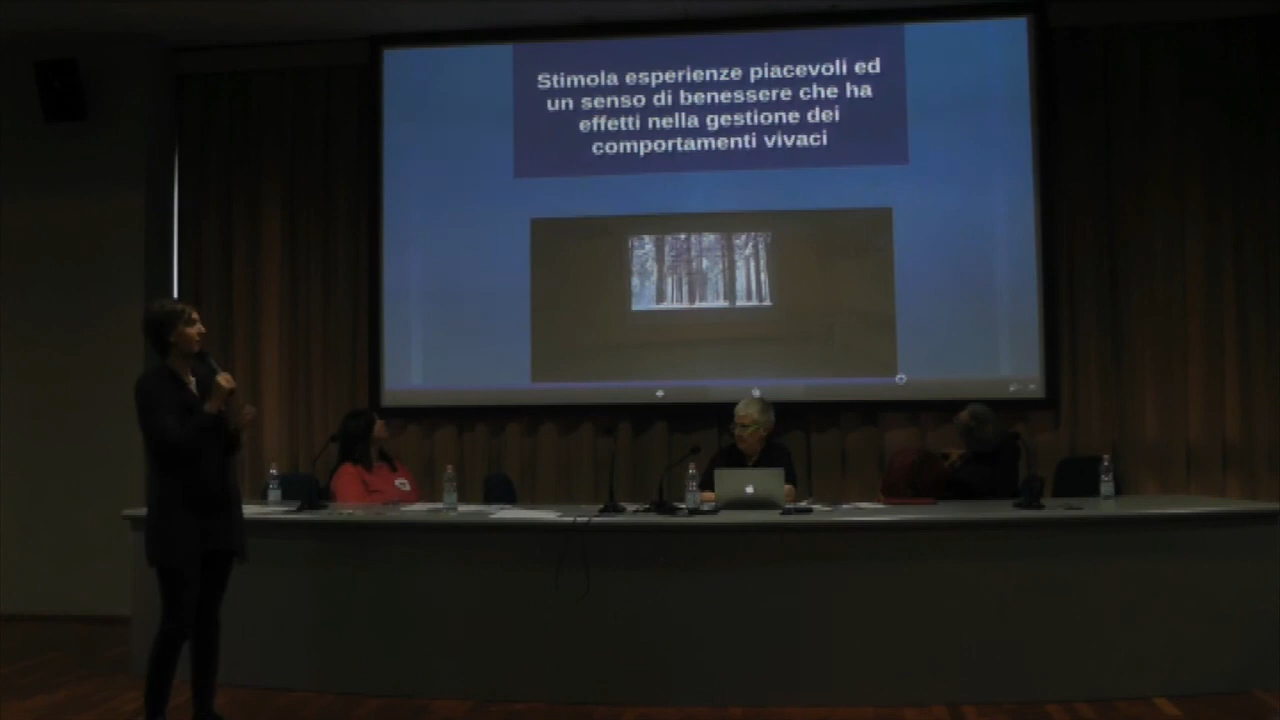 Stimola esperienze piacevoli ed
un senso di benessere che ha
effetti nella gestione dei
comportamenti vivaci